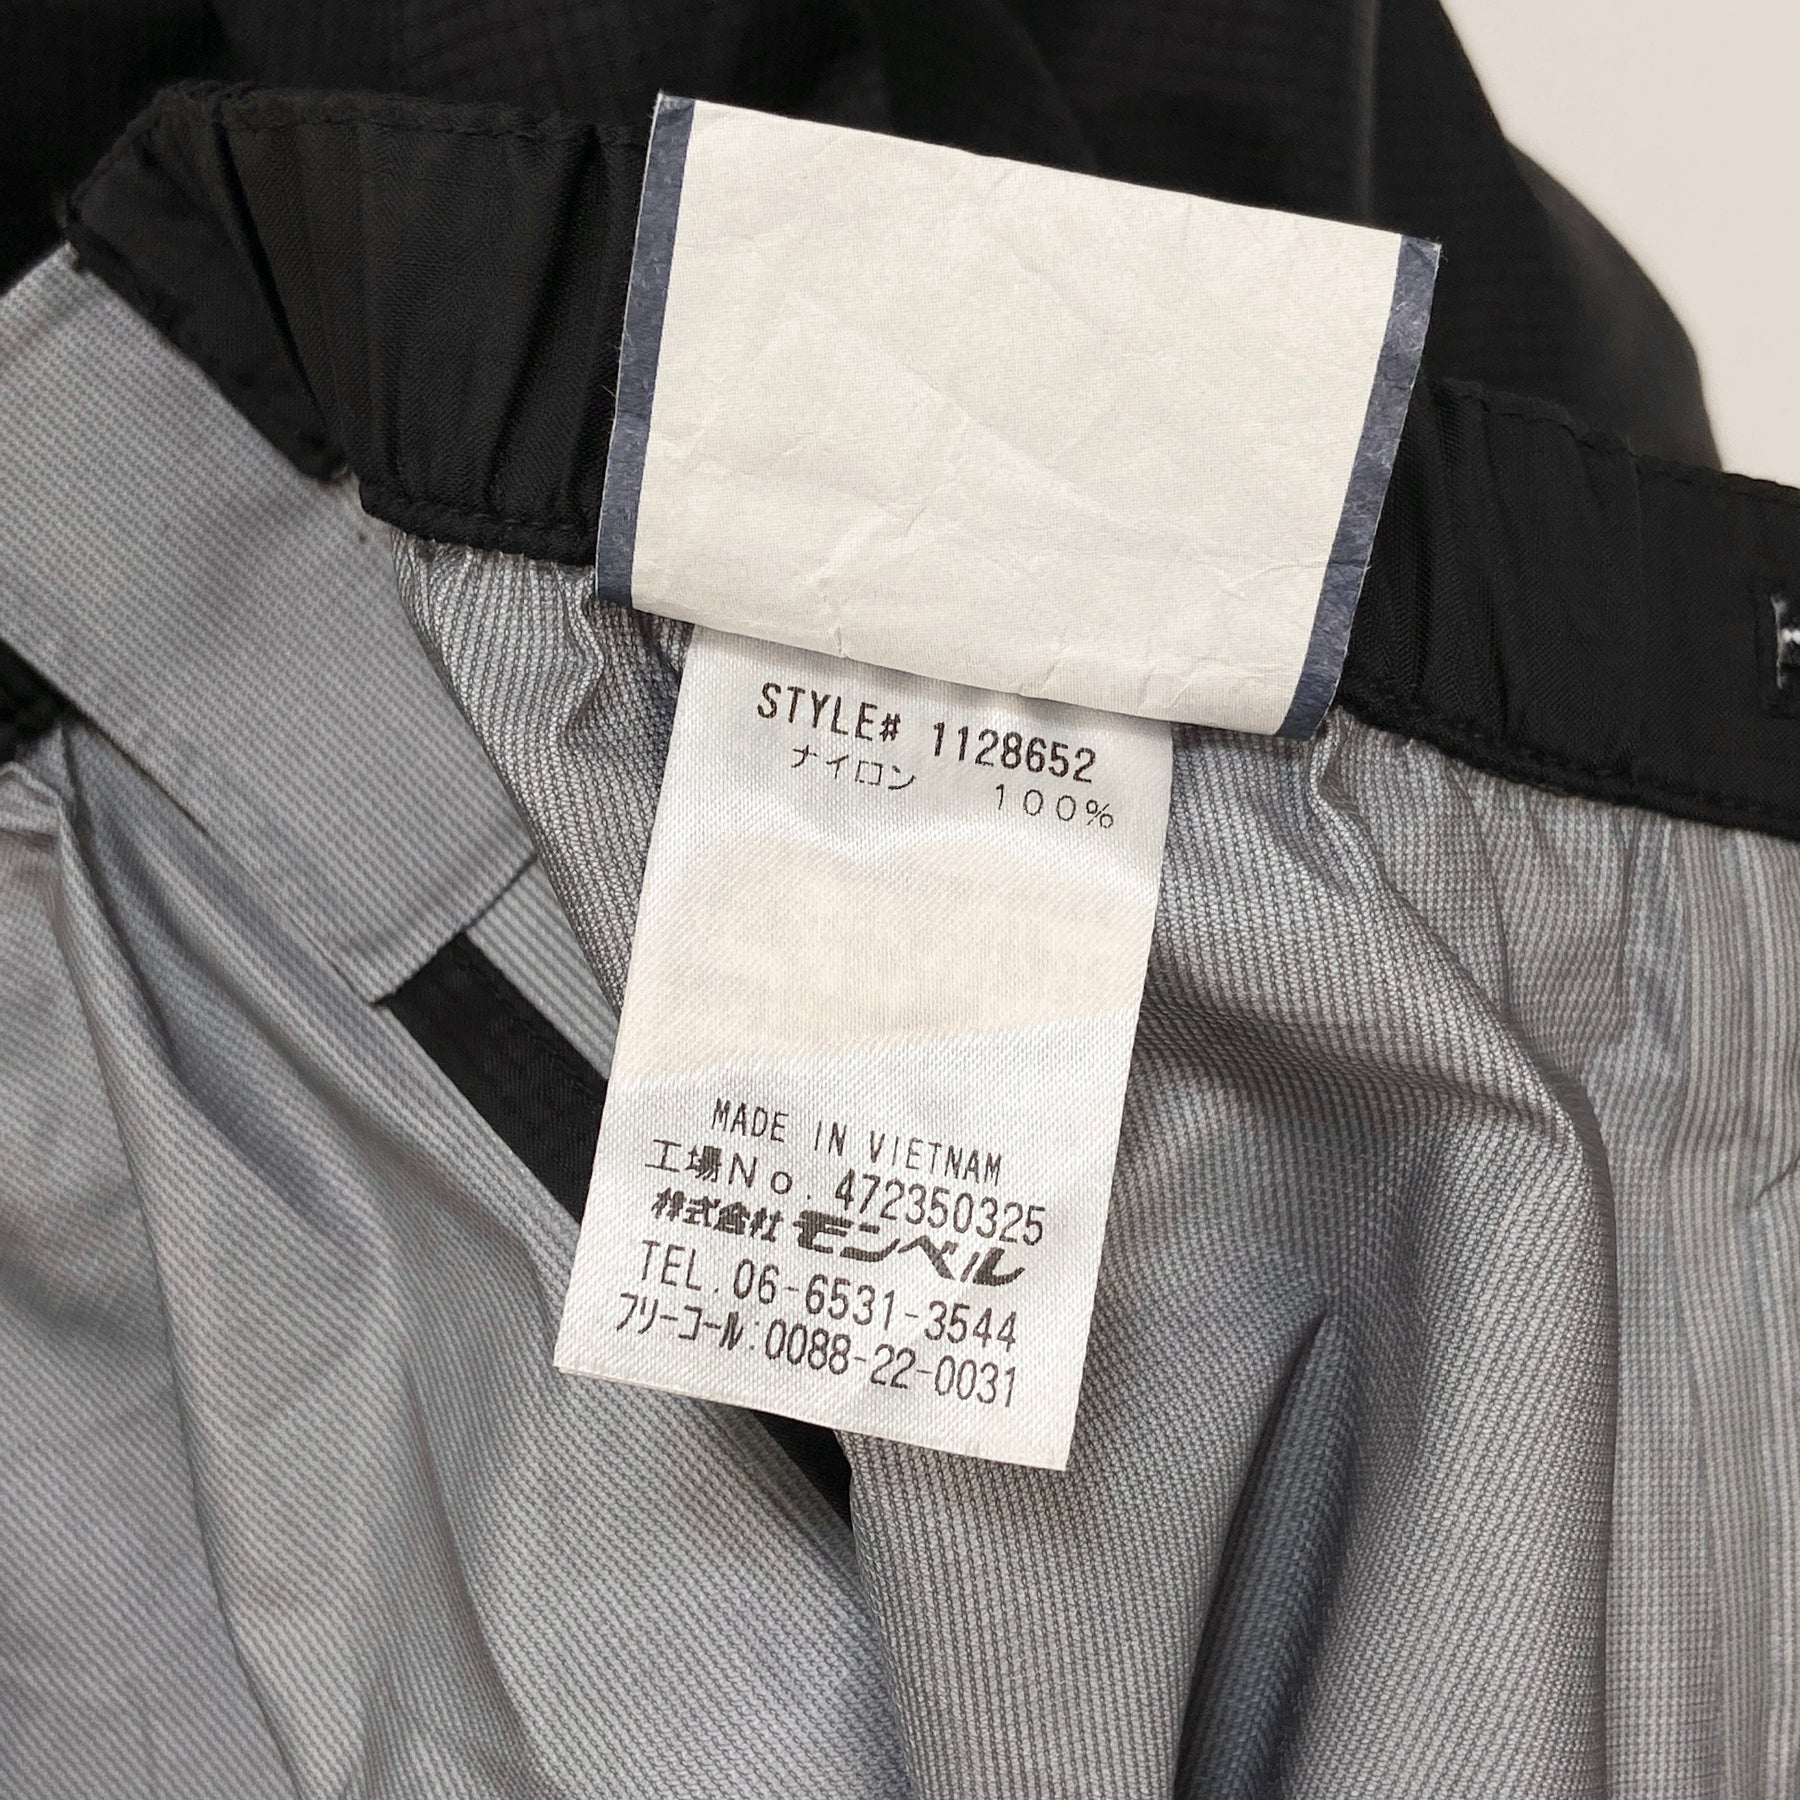 STYLE# 1128652
ナイロン 100%
MADE IN VIETNAM
工場No. 472350325
株式会社 モンベル
TEL.06-6531-3544
フリーコール:0088-22-0031